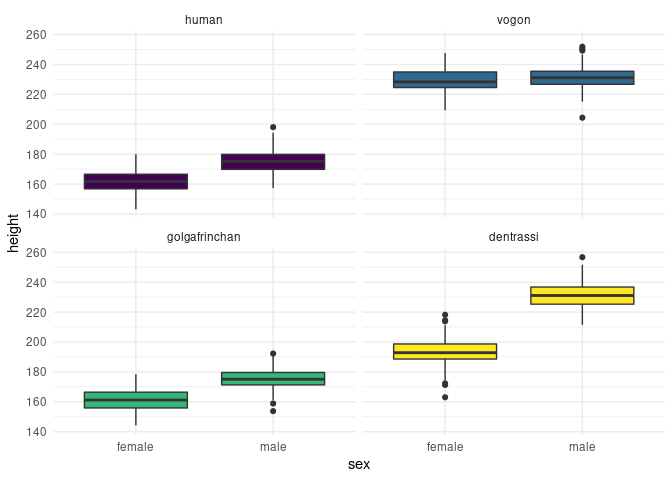 human
vogon
260
240
220
200
180
160
140
height
golgafrinchan
dentrassi
260
240
220
200
180
160
140
female
male
female
male
sex